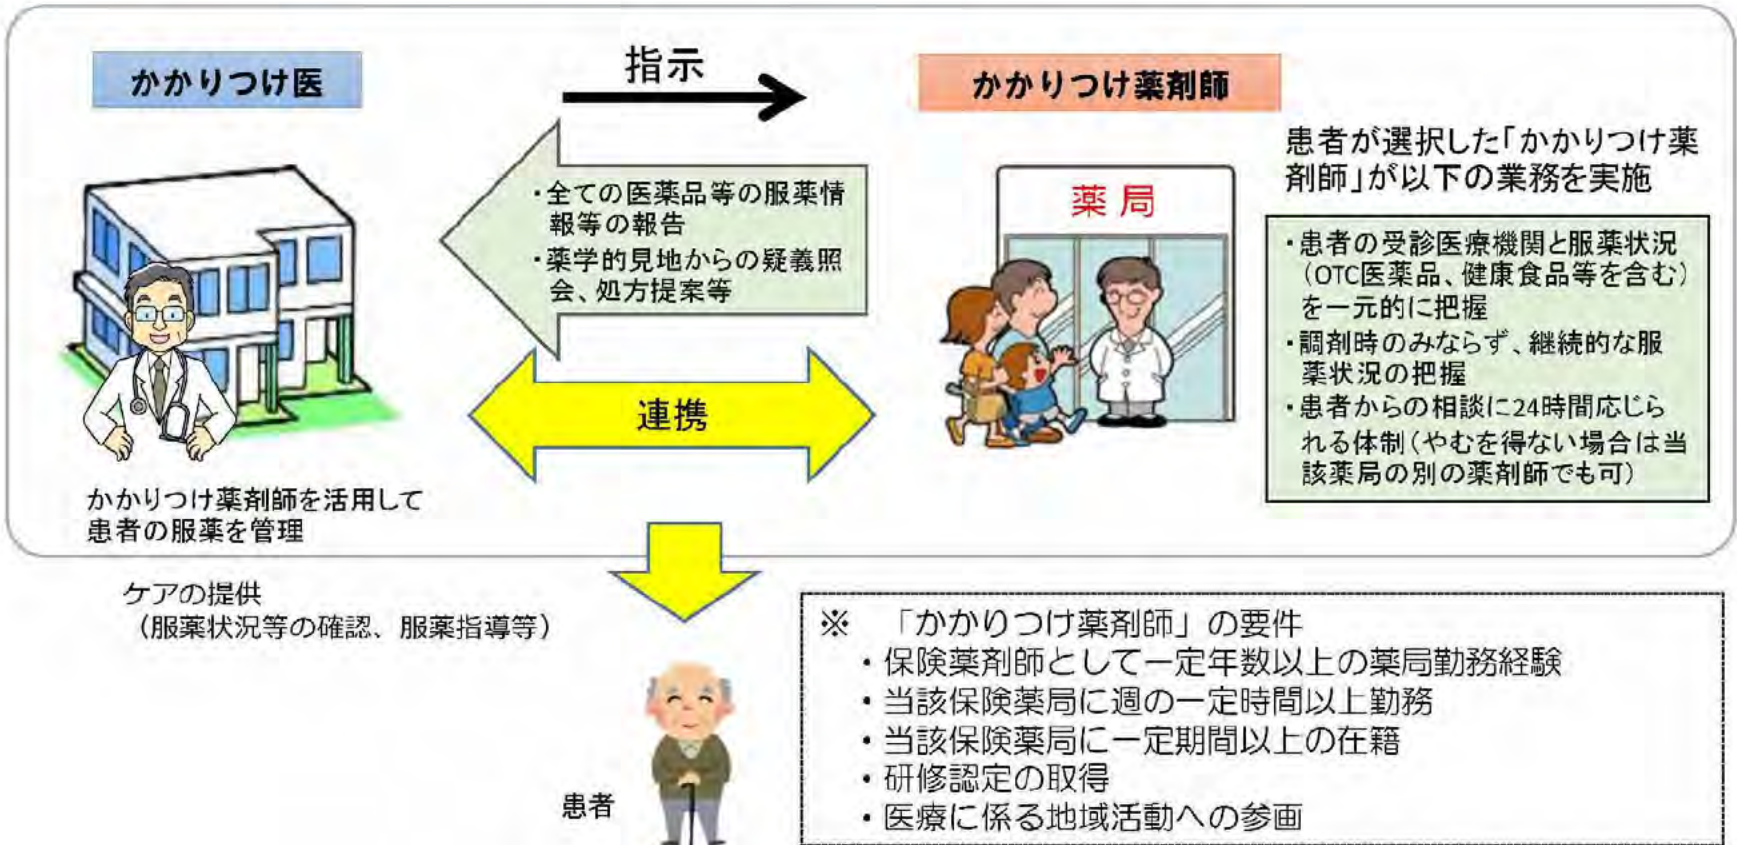 かかりつけ医
指示
かかりつけ薬剤師
・全ての医薬品等の服薬情
報等の報告
・薬学的見地からの疑義照
会、処方提案等
連携
かかりつけ薬剤師を活用して
患者の服薬を管理
薬局
患者が選択した「かかりつけ薬
剤師」が以下の業務を実施
・患者の受診医療機関と服薬状況
(OTC医薬品、健康食品等を含む)
を一元的に把握
・調剤時のみならず、継続的な服
薬状況の把握
・患者からの相談に24時間応じら
れる体制(やむを得ない場合は当
該薬局の別の薬剤師でも可)
ケアの提供
（服薬状況等の確認、服薬指導等）
患者
※　「かかりつけ薬剤師」の要件
・保険薬剤師として一定年数以上の薬局勤務経験
・当該保険薬局に週の一定時間以上勤務
・当該保険薬局に一定期間以上の在籍
・研修認定の取得
・医療に係る地域活動への参画